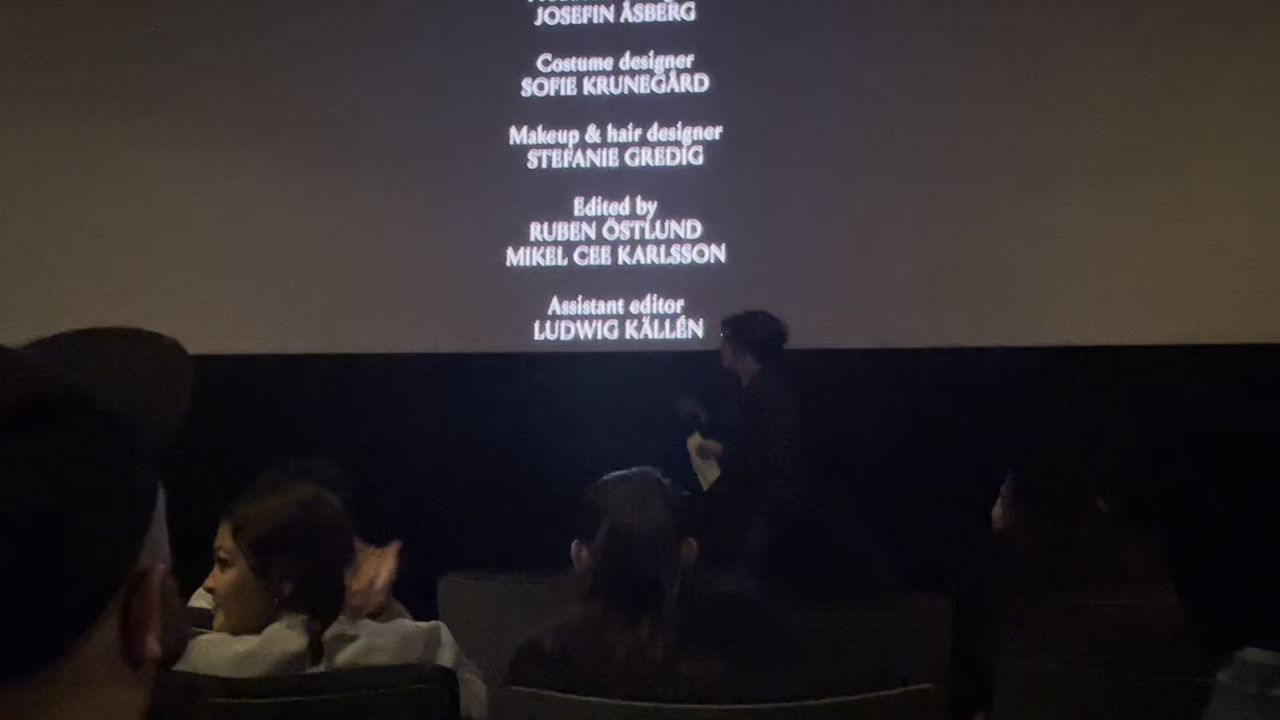 JOSEFIN ÅSBERG
Costume designer
SOFIE KRUNEGÅRD
Makeup & hair designer
STEFANIE GREDIG
Edited by
RUBEN ÖSTLUND
MIKEL CEE KARLSSON
Assistant editor
LUDWIG KÄLLÉN